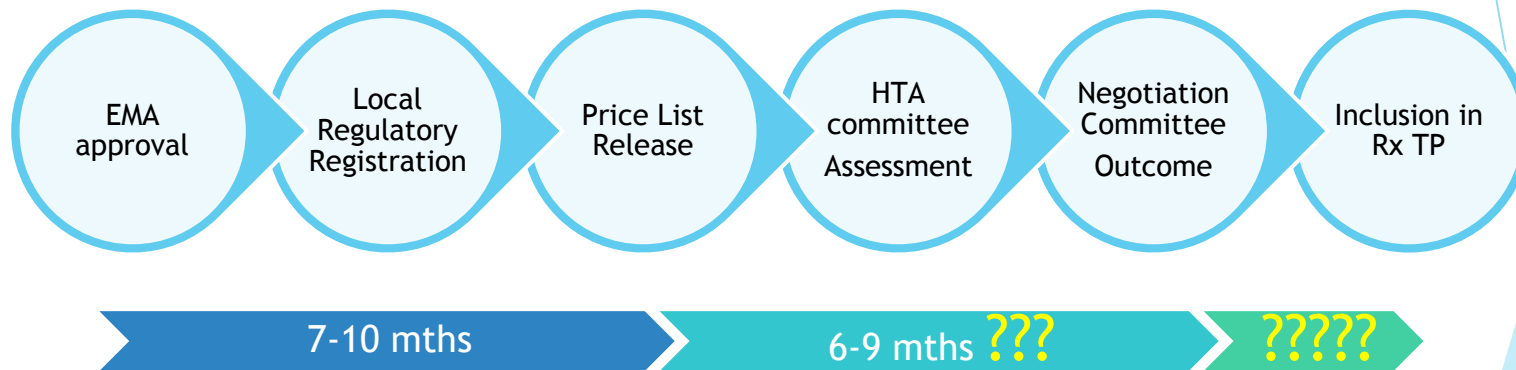 EMA
approval
Local
Regulatory
Registration
Price List
Release
HTA
committee
Assessment
Negotiation
Committee
Outcome
Inclusion in
Rx TP
7-10 mths
6-9 mths ???
?????